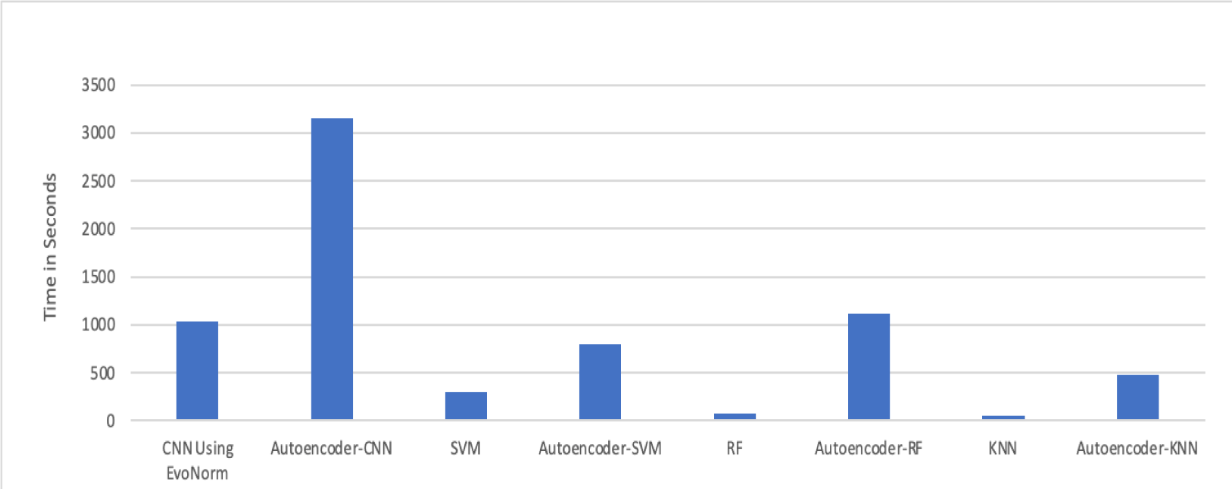 3500
3000
2500
2000
1500
1000
500
0
Time in Seconds
CNN Using EvoNorm
Autoencoder-CNN
SVM
Autoencoder-SVM
RF
Autoencoder-RF
KNN
Autoencoder-KNN